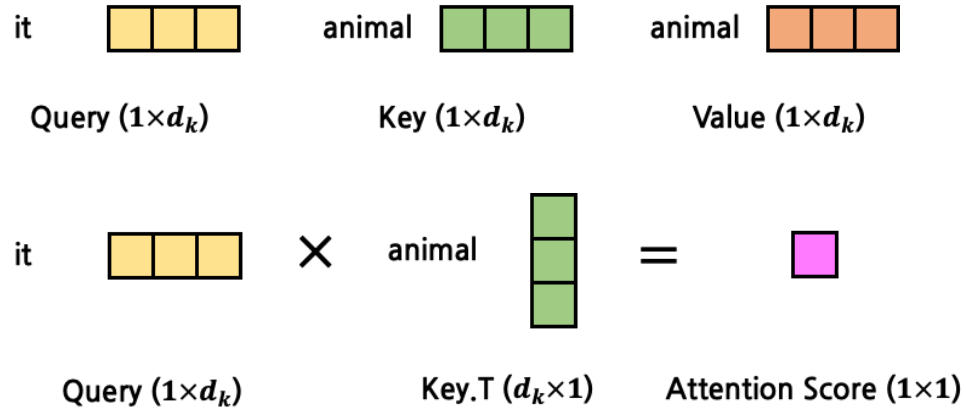 it animal animal
Query (1×dₖ) Key (1×dₖ) Value (1×dₖ)
it × animal =
Query (1×dₖ) Key.T (dₖ×1) Attention Score (1×1)